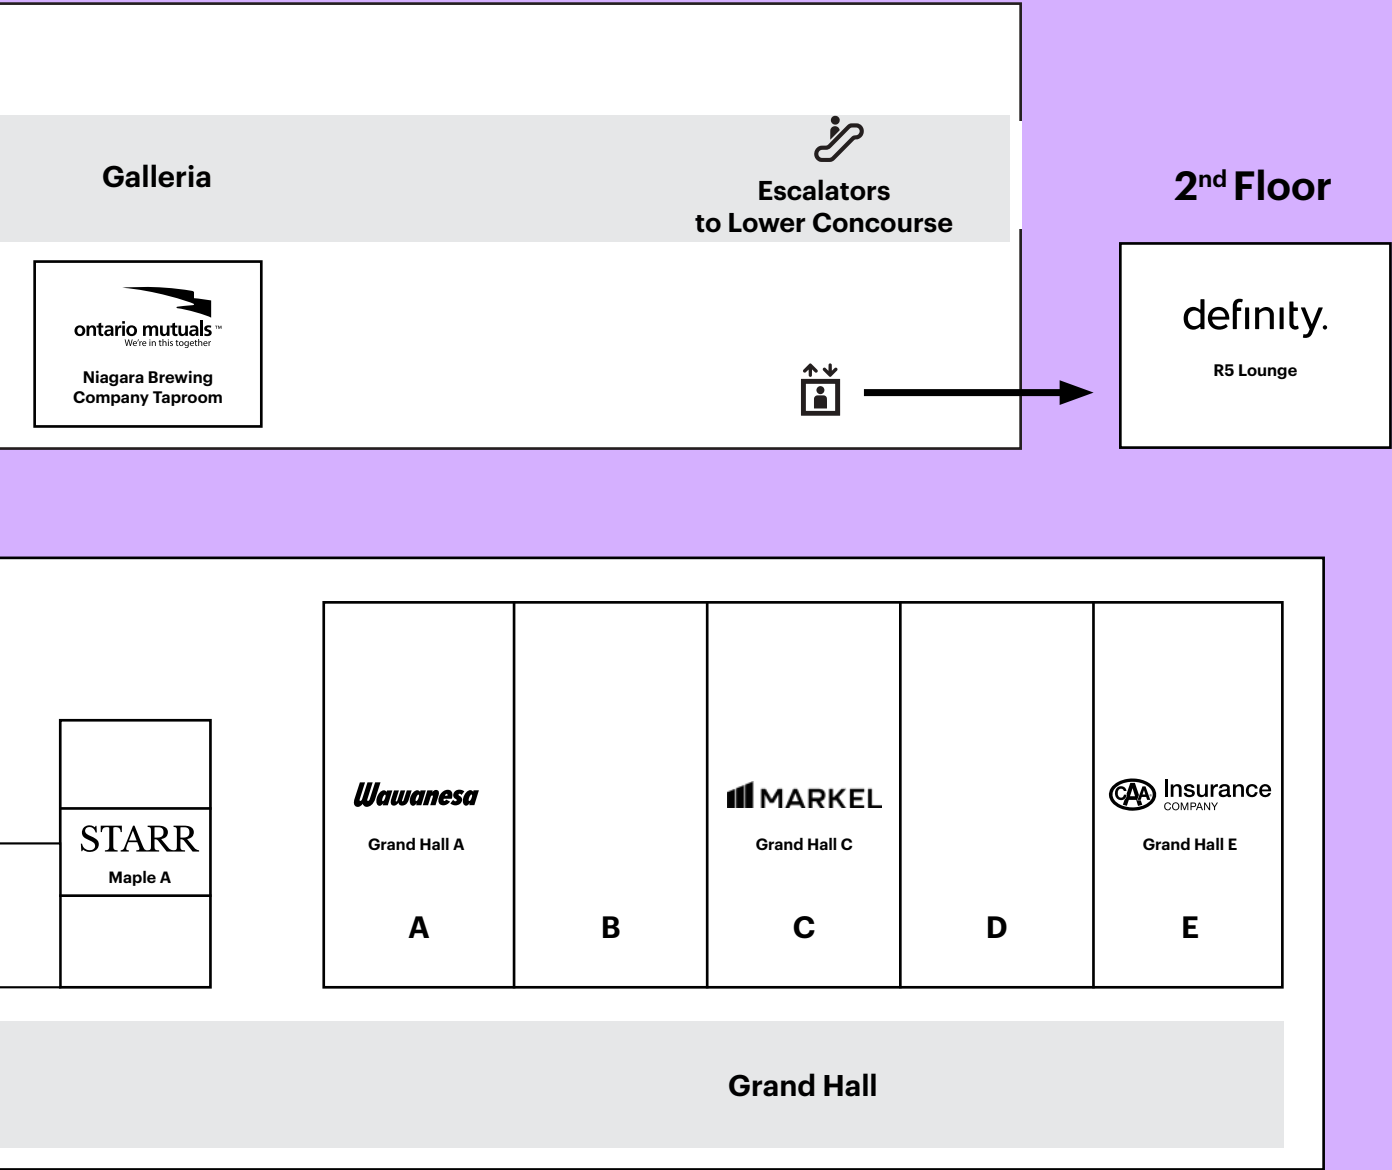 Galleria
Escalators
to Lower Concourse
2nd Floor
ontario mutuals™
We're in this together
Niagara Brewing
Company Taproom
definity.
R5 Lounge
STARR
Maple A
Wawanesa
Grand Hall A
A
B
MARKEL
Grand Hall C
C
D
CAA Insurance
COMPANY
Grand Hall E
E
Grand Hall